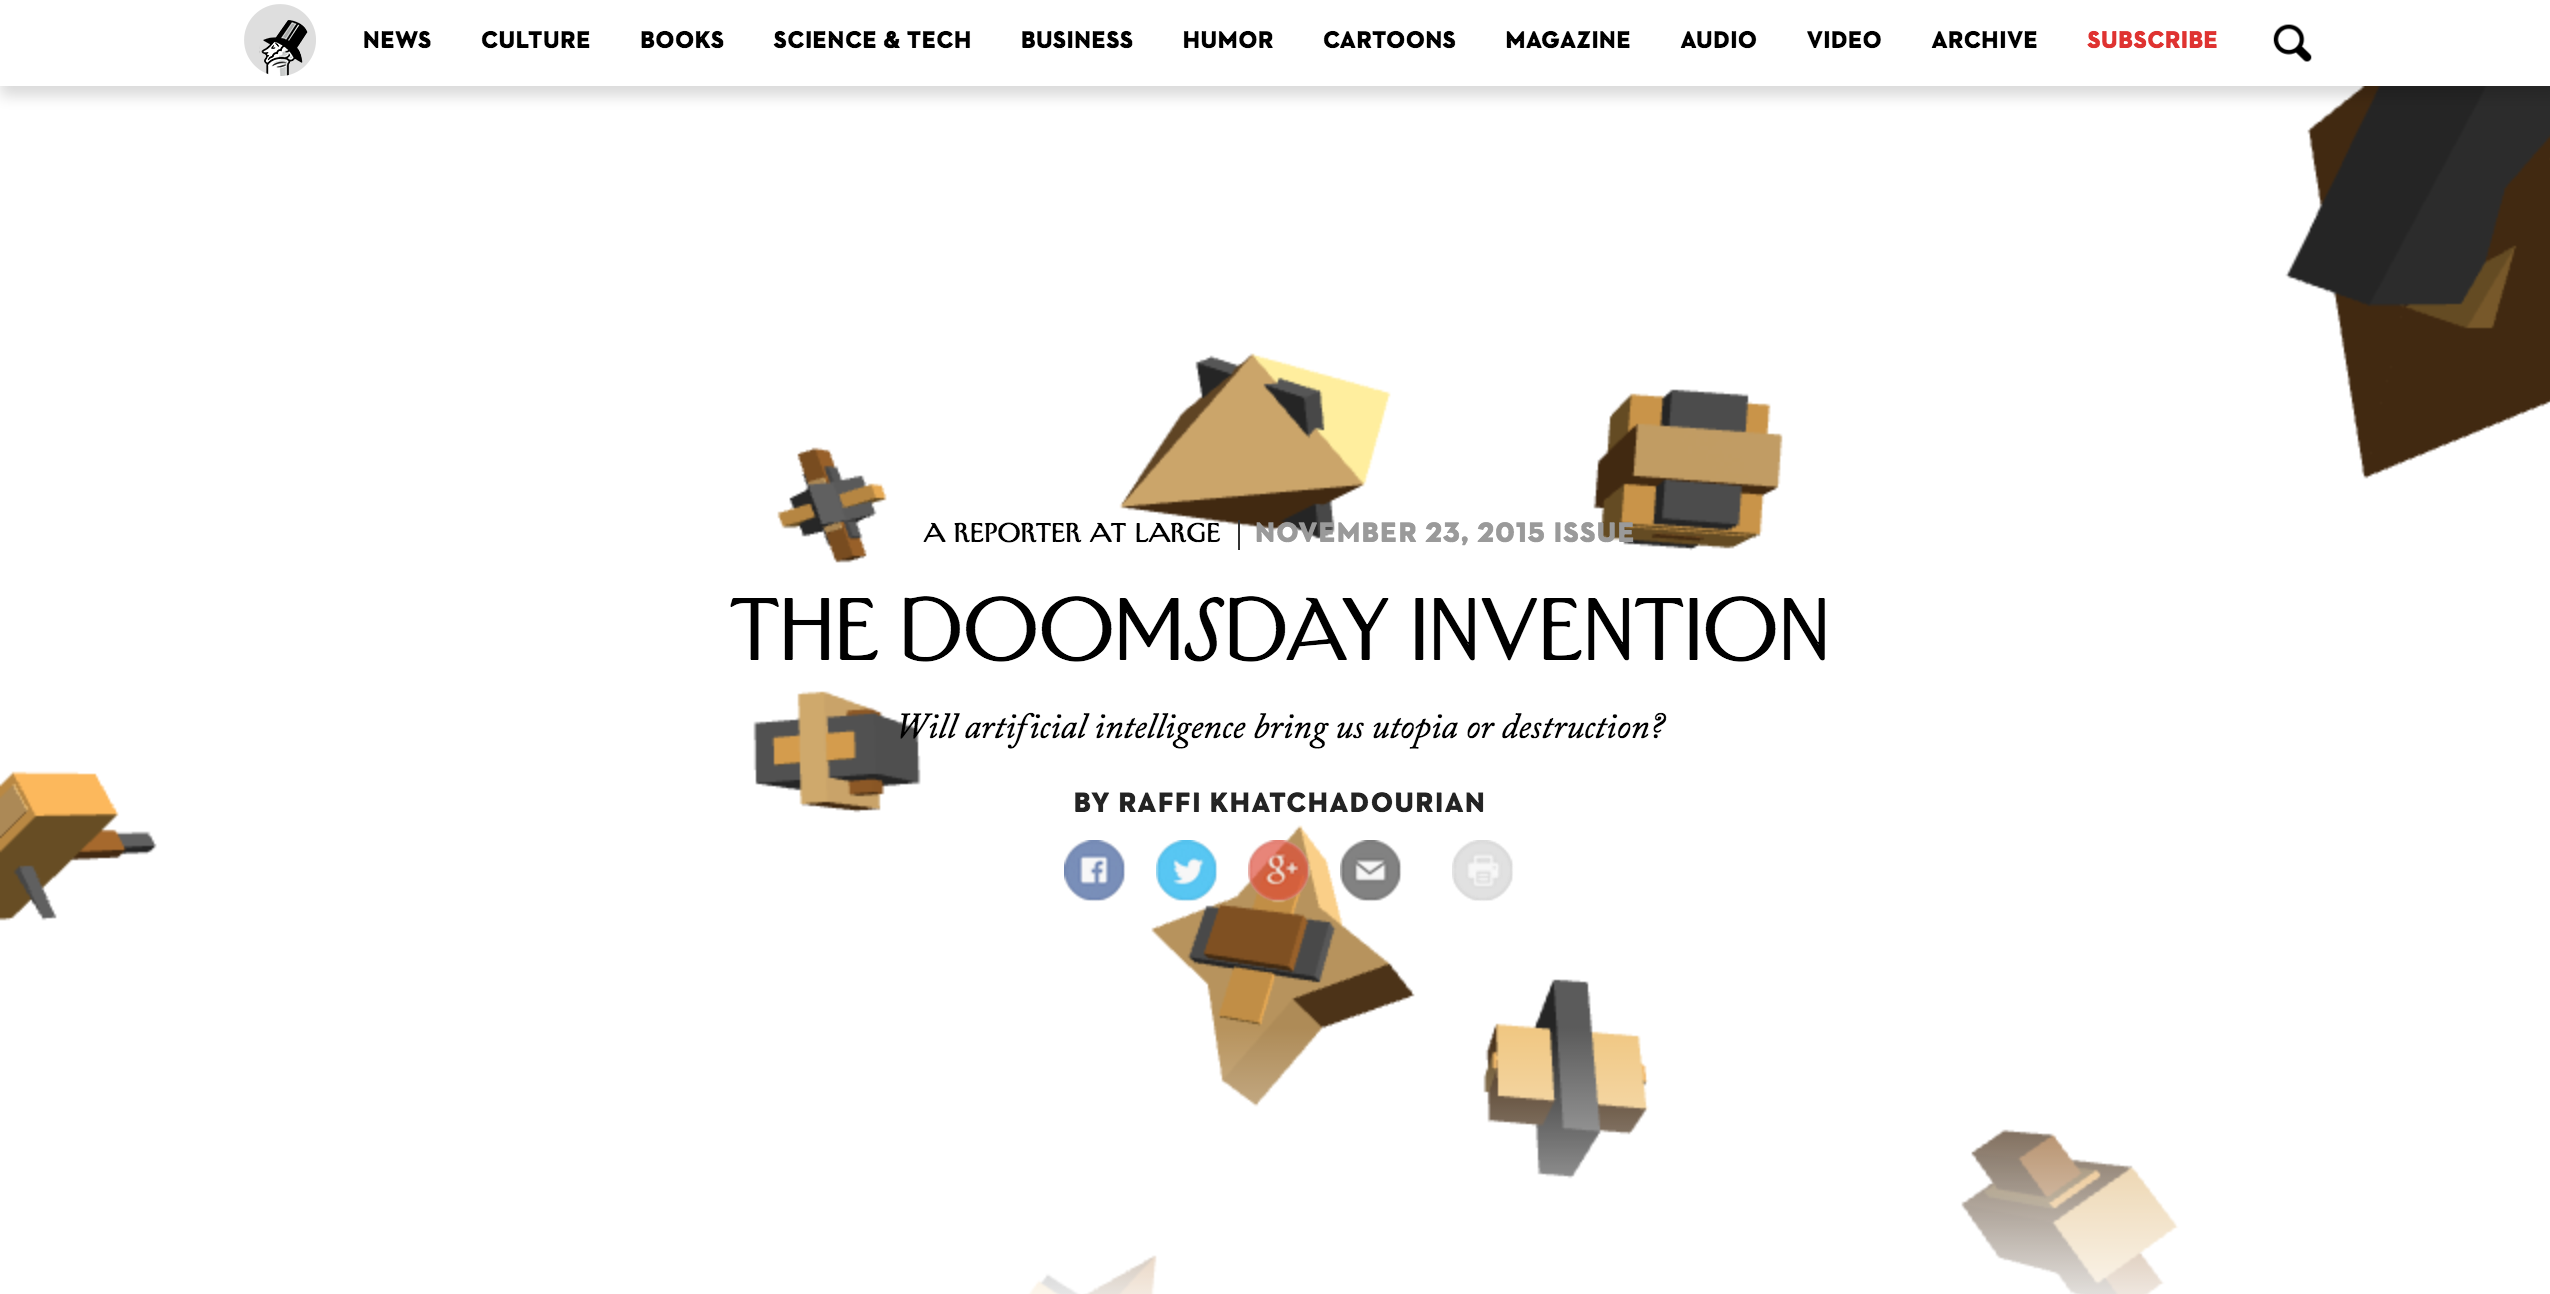 NEWS CULTURE BOOKS SCIENCE & TECH BUSINESS HUMOR CARTOONS MAGAZINE AUDIO VIDEO ARCHIVE SUBSCRIBE
A REPORTER AT LARGE | NOVEMBER 23, 2015 ISSUE
THE DOOMSDAY INVENTION
Will artificial intelligence bring us utopia or destruction?
BY RAFFI KHATCHADOURIAN
f g+